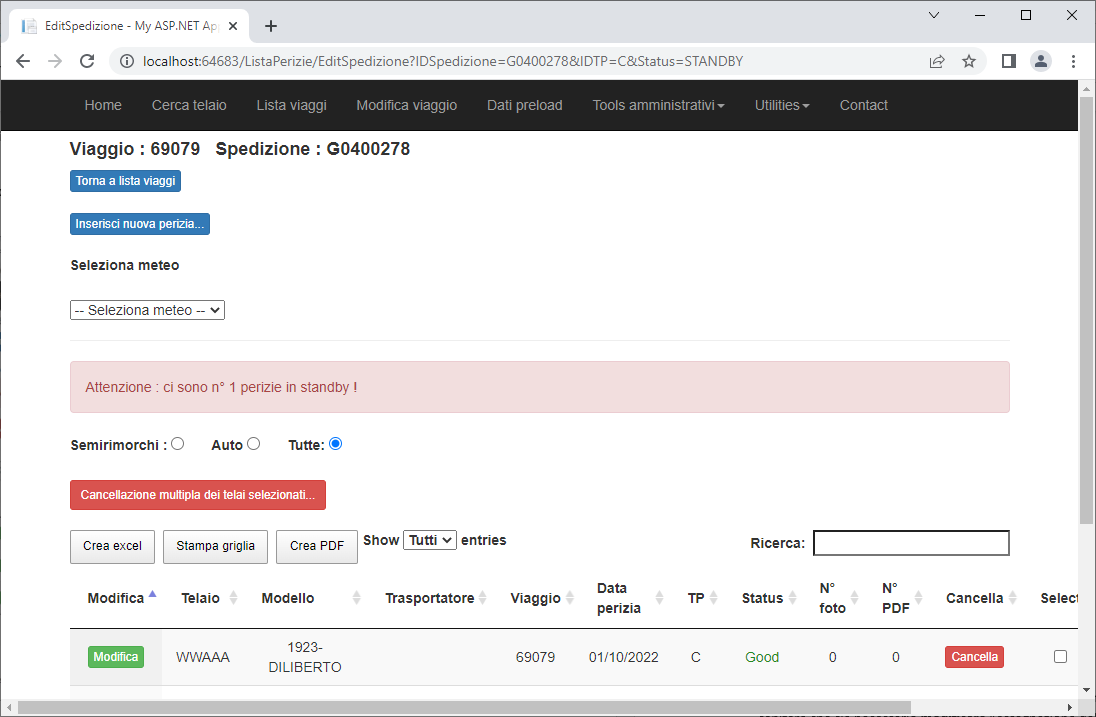 EditSpedizione - My ASP.NET Ap
localhost:64683/ListaPerizie/EditSpedizione?IDSpedizione=G0400278&IDTP=C&Status=STANDBY
Home Cerca telaio Lista viaggi Modifica viaggio Dati preload Tools amministrativi Utilities Contact
Viaggio : 69079 Spedizione : G0400278
Torna a lista viaggi
Inserisci nuova perizia...
Seleziona meteo
-- Seleziona meteo --
Attenzione : ci sono n° 1 perizie in standby !
Semirimorchi : Auto Tutte:
Cancellazione multipla dei telai selezionati...
Crea excel Stampa griglia Crea PDF Show Tutti entries Ricerca:
Modifica Telaio Modello Trasportatore Viaggio Data perizia TP Status N° foto N° PDF Cancella Select
Modifica WWAAA 1923-DILIBERTO 69079 01/10/2022 C Good 0 0 Cancella